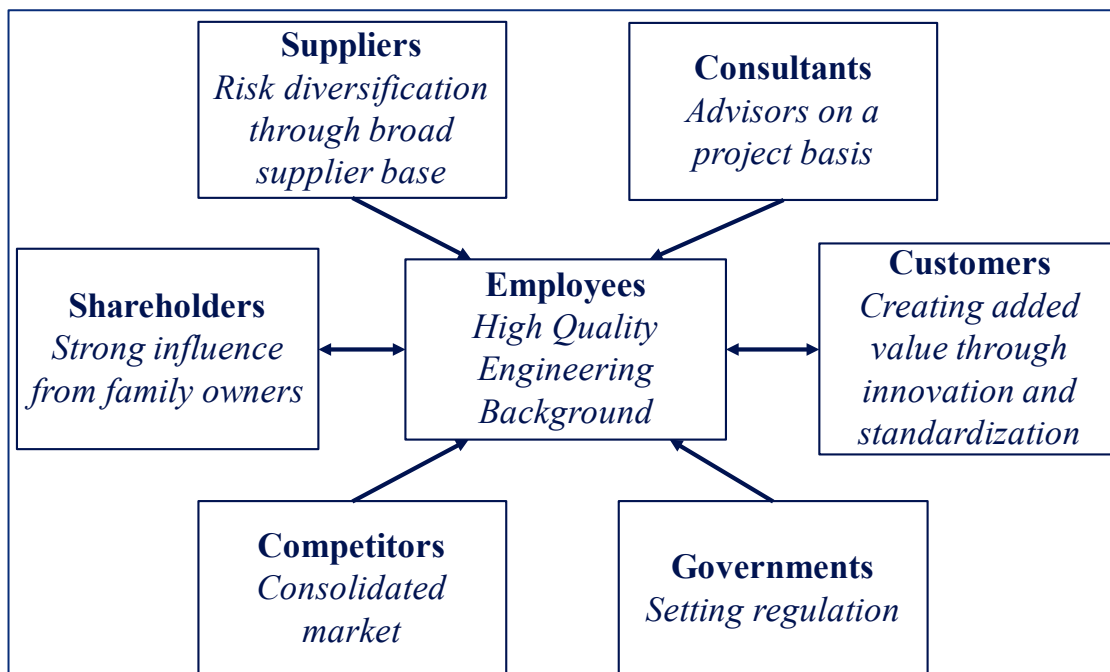 Suppliers
Risk diversification
through broad
supplier base
Consultants
Advisors on a
project basis
Shareholders
Strong influence
from family owners
Employees
High Quality
Engineering
Background
Customers
Creating added
value through
innovation and
standardization
Competitors
Consolidated
market
Governments
Setting regulation